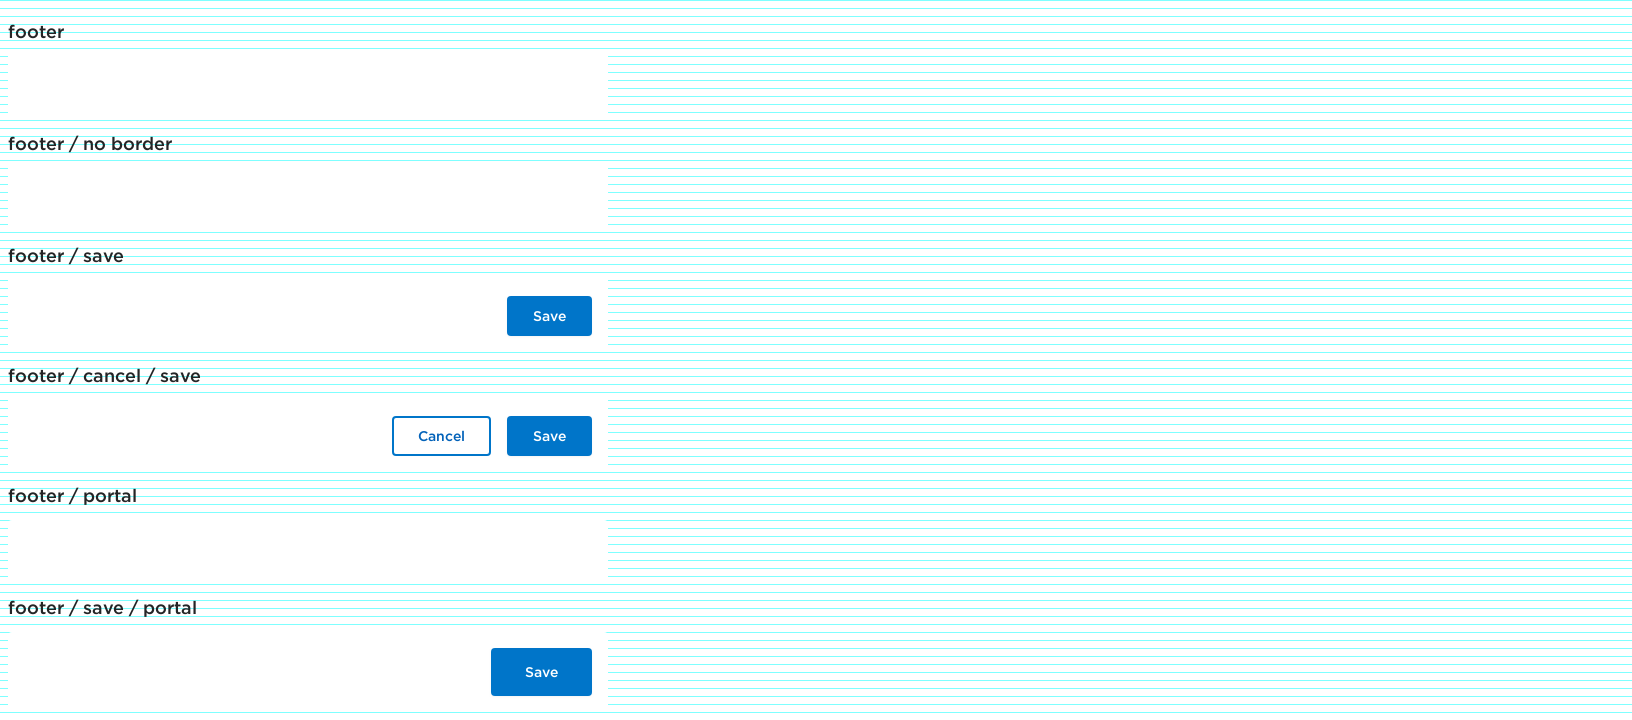 footer
footer / no border
footer / save
Save
footer / cancel / save
Cancel Save
footer / portal
footer / save / portal
Save